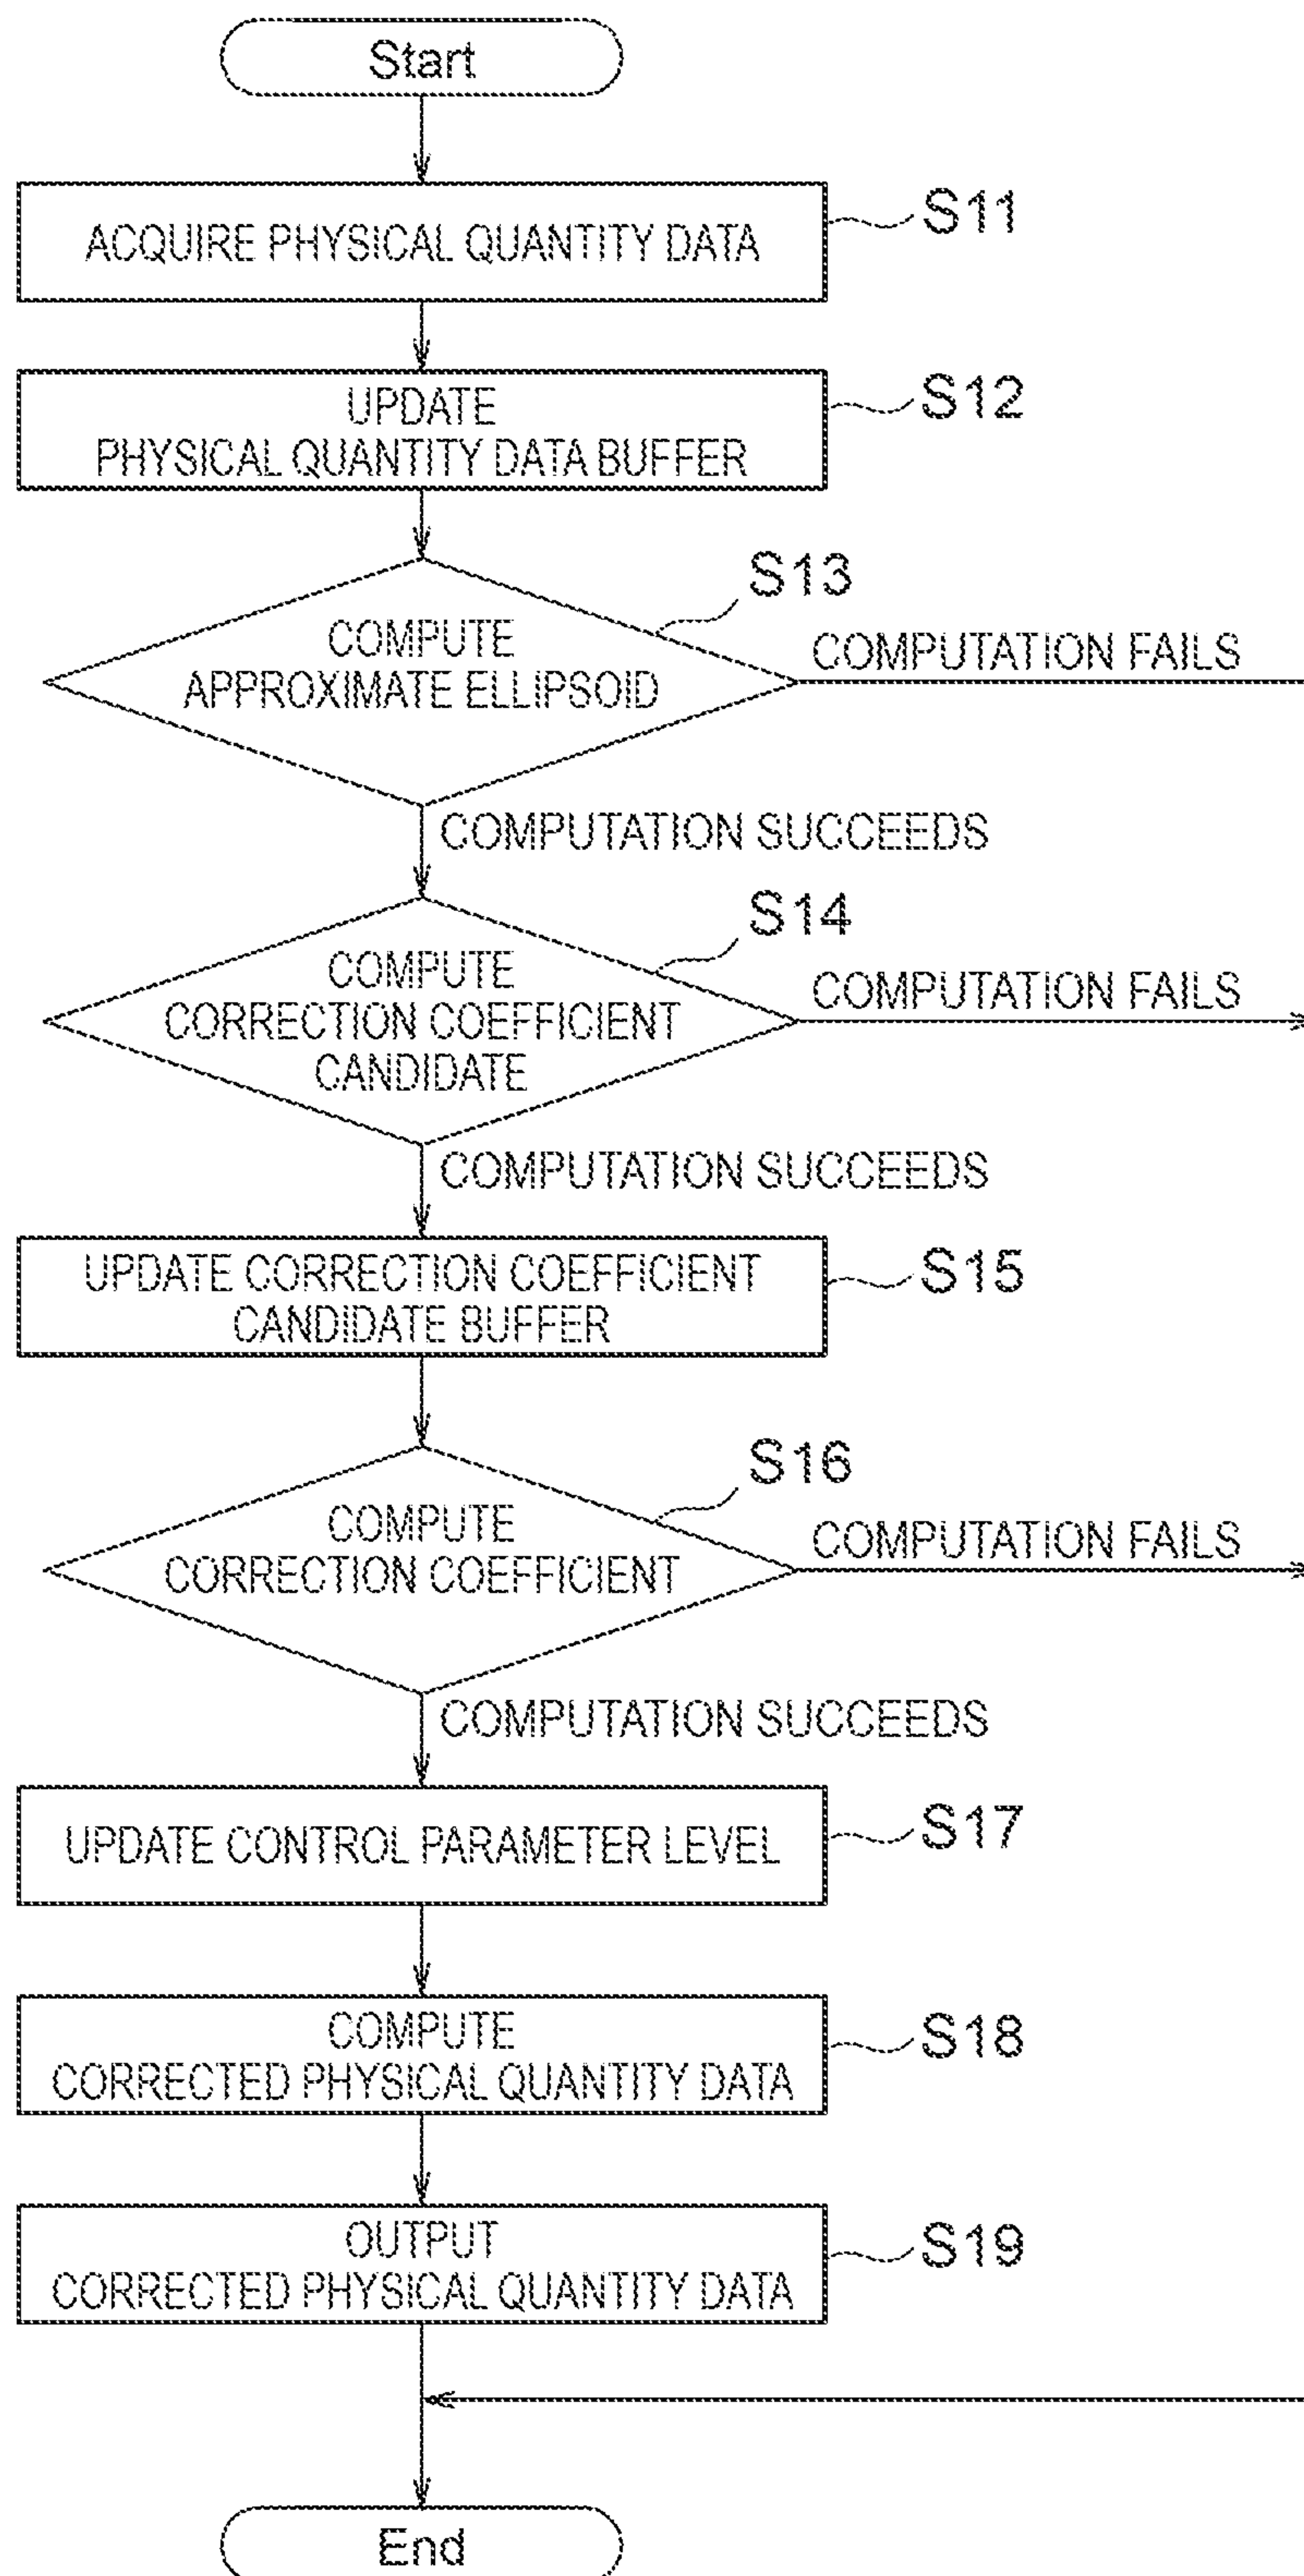 Start
ACQUIRE PHYSICAL QUANTITY DATA
S11
UPDATE
PHYSICAL QUANTITY DATA BUFFER
S12
S13
COMPUTE
APPROXIMATE ELLIPSOID
COMPUTATION FAILS
COMPUTATION SUCCEEDS
S14
COMPUTE
CORRECTION COEFFICIENT
CANDIDATE
COMPUTATION FAILS
COMPUTATION SUCCEEDS
UPDATE CORRECTION COEFFICIENT
CANDIDATE BUFFER
S15
S16
COMPUTE
CORRECTION COEFFICIENT
COMPUTATION FAILS
COMPUTATION SUCCEEDS
UPDATE CONTROL PARAMETER LEVEL
S17
COMPUTE
CORRECTED PHYSICAL QUANTITY DATA
S18
OUTPUT
CORRECTED PHYSICAL QUANTITY DATA
S19
End